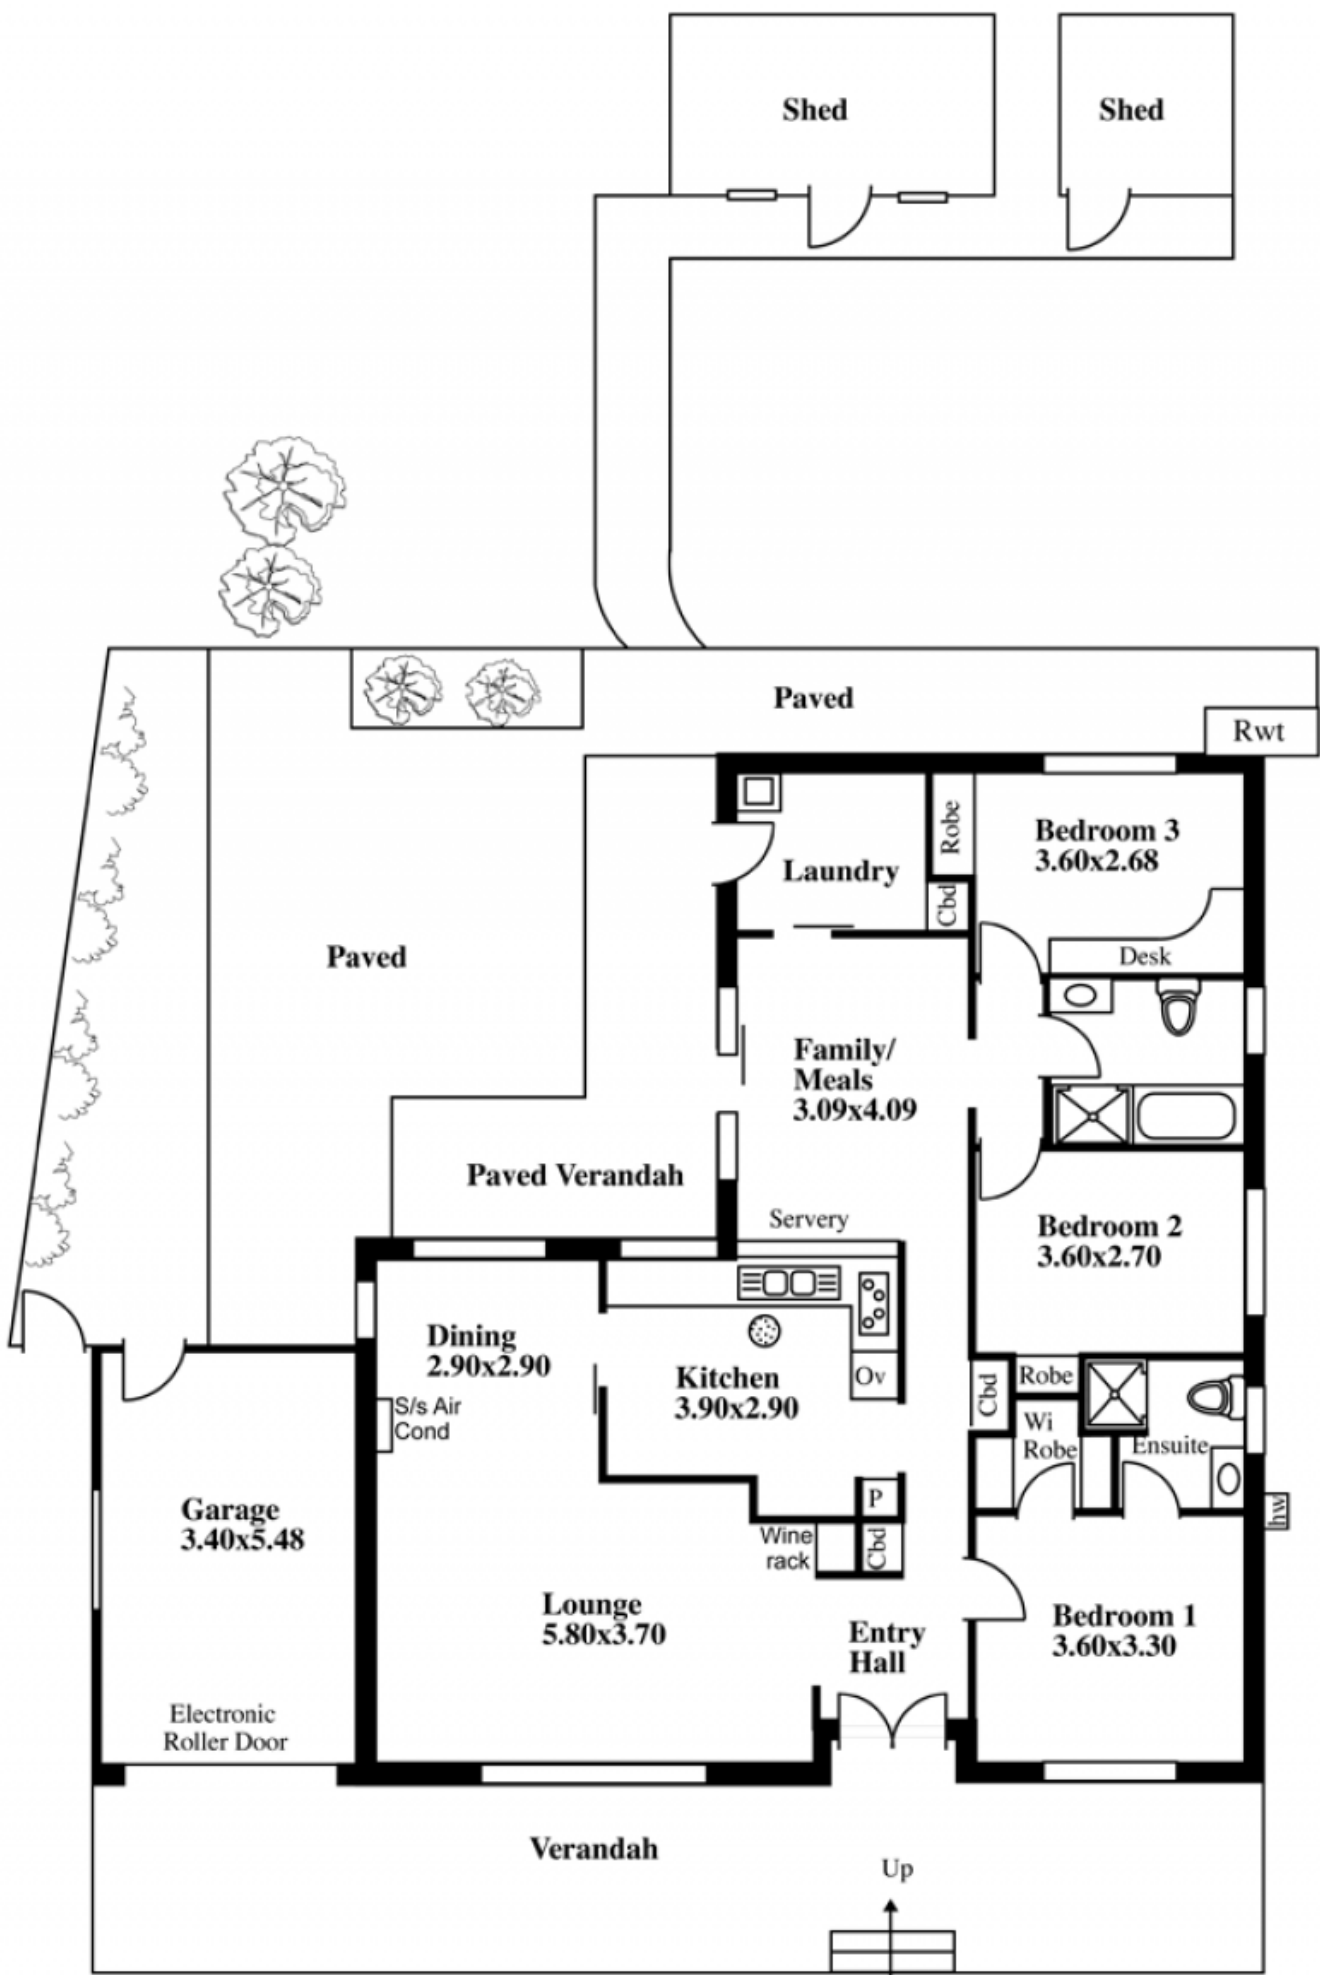 Shed
Shed
Paved
Rwt
Robe
Bedroom 3
3.60x2.68
Laundry
Cbd
Desk
Paved
Family/
Meals
3.09x4.09
Paved Verandah
Servery
Bedroom 2
3.60x2.70
Dining
2.90x2.90
Kitchen
3.90x2.90
Ov
S/s Air
Cond
Cbd
Robe
Wi
Robe
Ensuite
Garage
3.40x5.48
P
hw
Wine
rack
Cbd
Lounge
5.80x3.70
Entry
Hall
Bedroom 1
3.60x3.30
Electronic
Roller Door
Verandah
Up